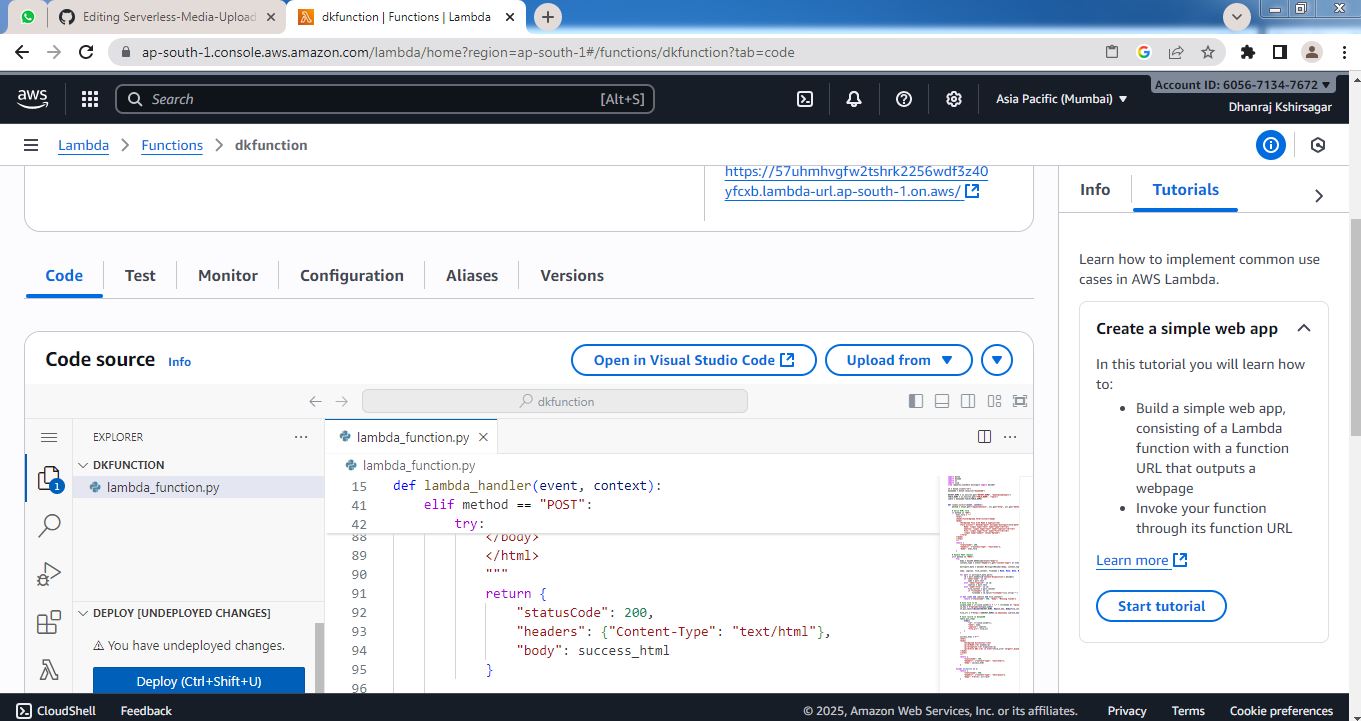 Editing Serverless-Media-Upload
dkfunction | Functions | Lambda
ap-south-1.console.aws.amazon.com/lambda/home?region=ap-south-1#/functions/dkfunction?tab=code
aws
Search
[Alt+S]
Asia Pacific (Mumbai)
Account ID: 6056-7134-7672
Dhanraj Kshirsagar
Lambda
Functions
dkfunction
https://57uhmhvgfw2tshrk2256wdf3z40
yfcxb.lambda-url.ap-south-1.on.aws/
Info
Tutorials
Code
Test
Monitor
Configuration
Aliases
Versions
Code source
Info
Open in Visual Studio Code
Upload from
dkfunction
EXPLORER
DKFUNCTION
lambda_function.py
1
DEPLOY [UNDEPLOYED CHANGES]
You have undeployed changes.
Deploy (Ctrl+Shift+U)
lambda_function.py
lambda_function.py
15 def lambda_handler(event, context):
41 elif method == "POST":
42 try:
88 </body>
89 </html>
90 """
91 return {
92 "statusCode": 200,
93 "headers": {"Content-Type": "text/html"},
94 "body": success_html
95 }
96
Learn how to implement common use
cases in AWS Lambda.
Create a simple web app
In this tutorial you will learn how
to:
• Build a simple web app,
consisting of a Lambda
function with a function
URL that outputs a
webpage
• Invoke your function
through its function URL
Learn more
Start tutorial
CloudShell
Feedback
© 2025, Amazon Web Services, Inc. or its affiliates.
Privacy
Terms
Cookie preferences